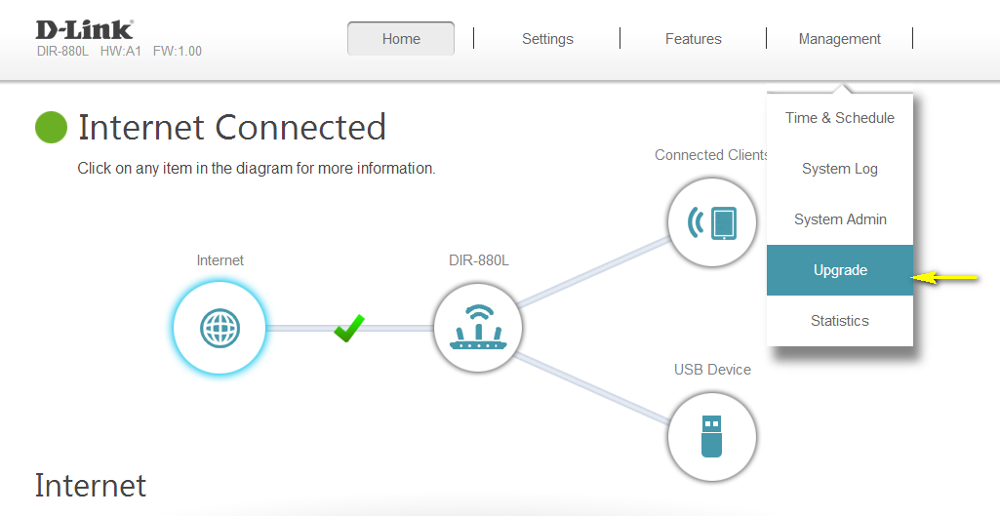 D-Link
DIR-880L HW:A1 FW:1.00
Home
Settings
Features
Management
Time & Schedule
System Log
System Admin
Upgrade
Statistics
Internet Connected
Click on any item in the diagram for more information.
Connected Clients
Internet
DIR-880L
USB Device
Internet